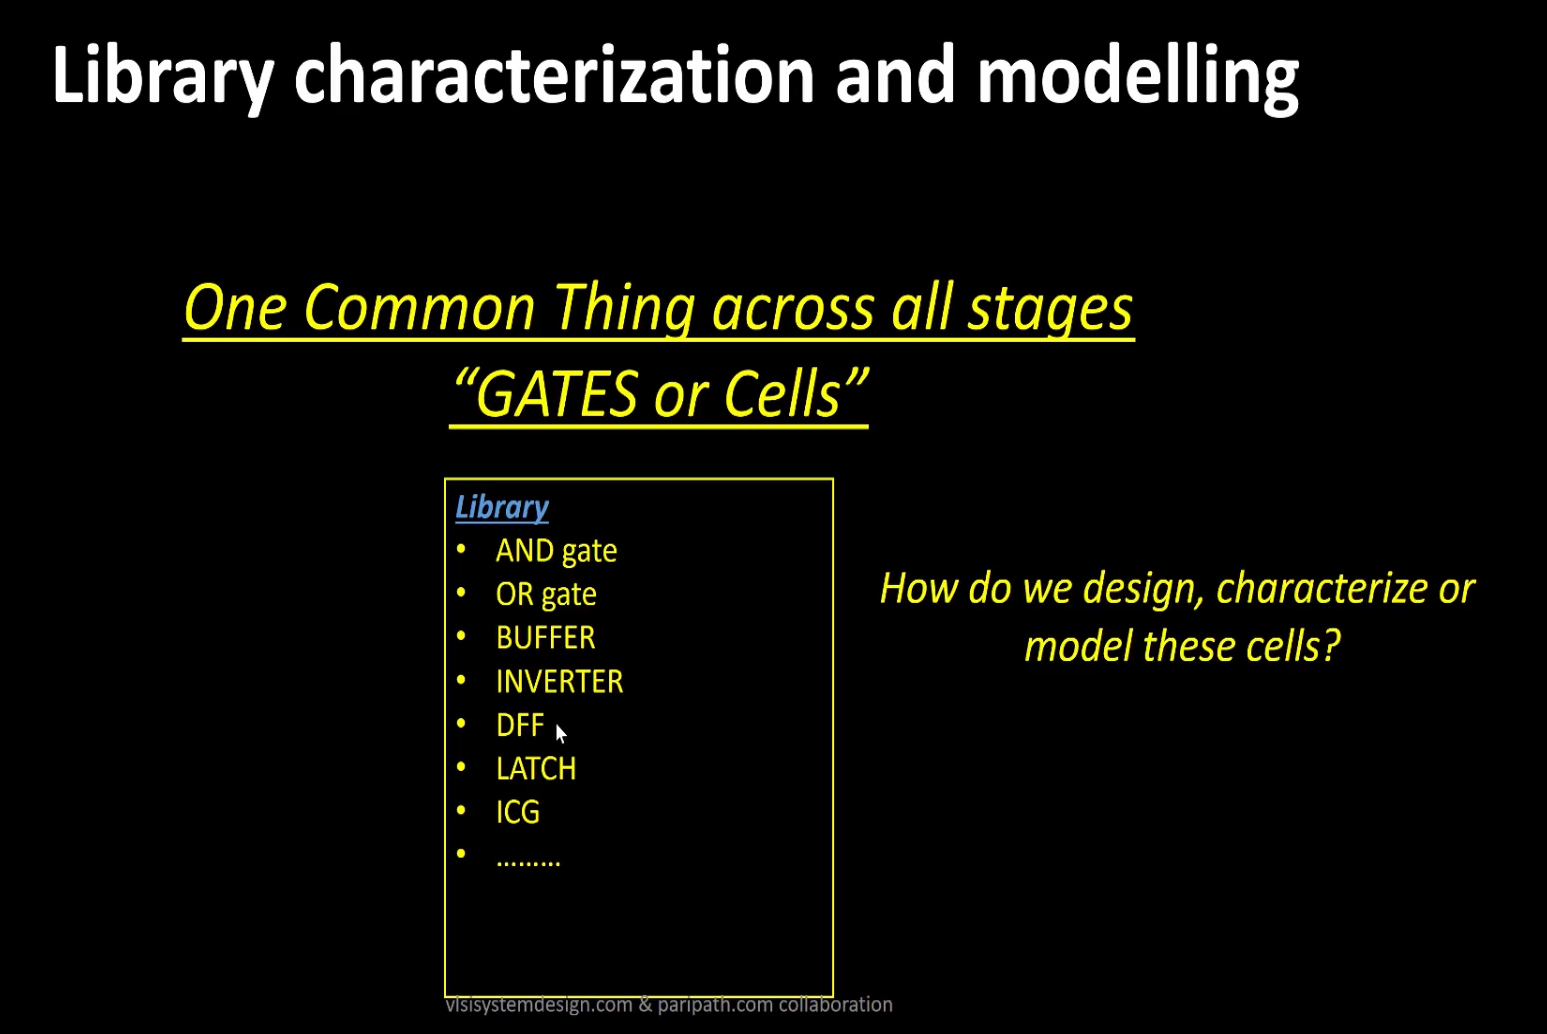 Library characterization and modelling
One Common Thing across all stages
“GATES or Cells”
Library
• AND gate
• OR gate
• BUFFER
• INVERTER
• DFF
• LATCH
• ICG
• .........
How do we design, characterize or
model these cells?
vlsisystemdesign.com & paripath.com collaboration